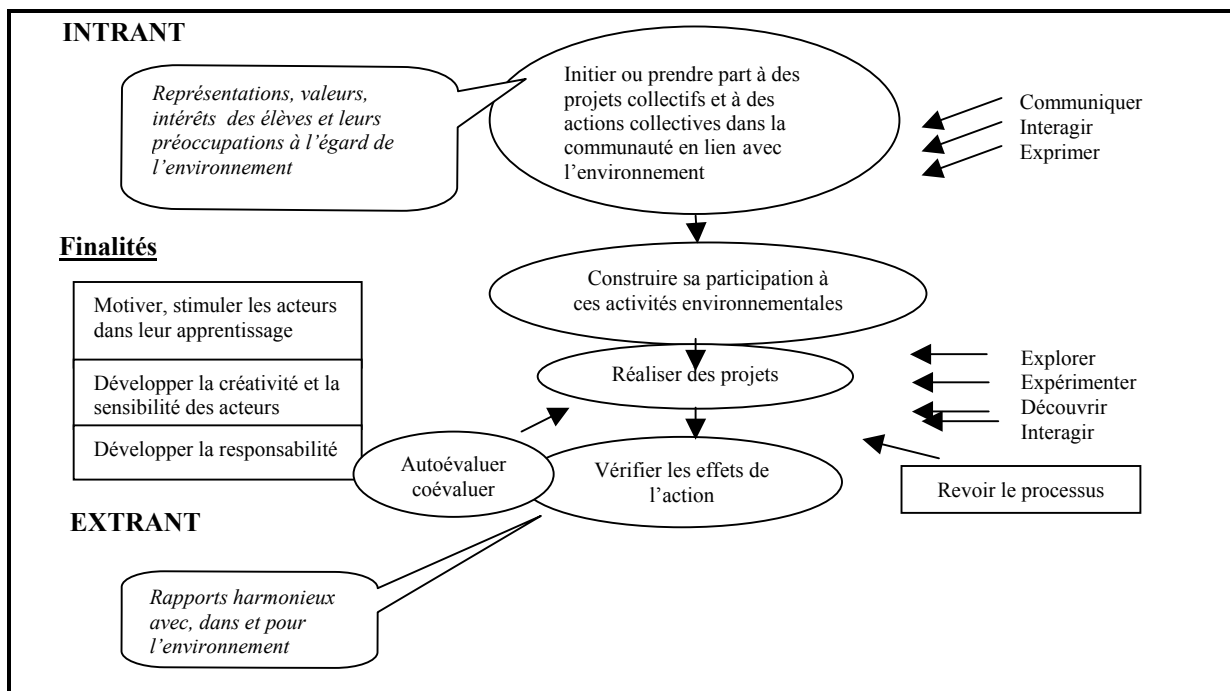 INTRANT
Représentations, valeurs,
intérêts des élèves et leurs
préoccupations à l'égard de
l'environnement
Initier ou prendre part à des
projets collectifs et à des
actions collectives dans la
communauté en lien avec
l'environnement
Communiquer
Interagir
Exprimer
Finalités
Motiver, stimuler les acteurs
dans leur apprentissage
Développer la créativité et la
sensibilité des acteurs
Développer la responsabilité
Construire sa participation à
ces activités environnementales
Réaliser des projets
Explorer
Expérimenter
Découvrir
Interagir
Autoévaluer
coévaluer
Vérifier les effets de
l'action
Revoir le processus
EXTRANT
Rapports harmonieux
avec, dans et pour
l'environnement